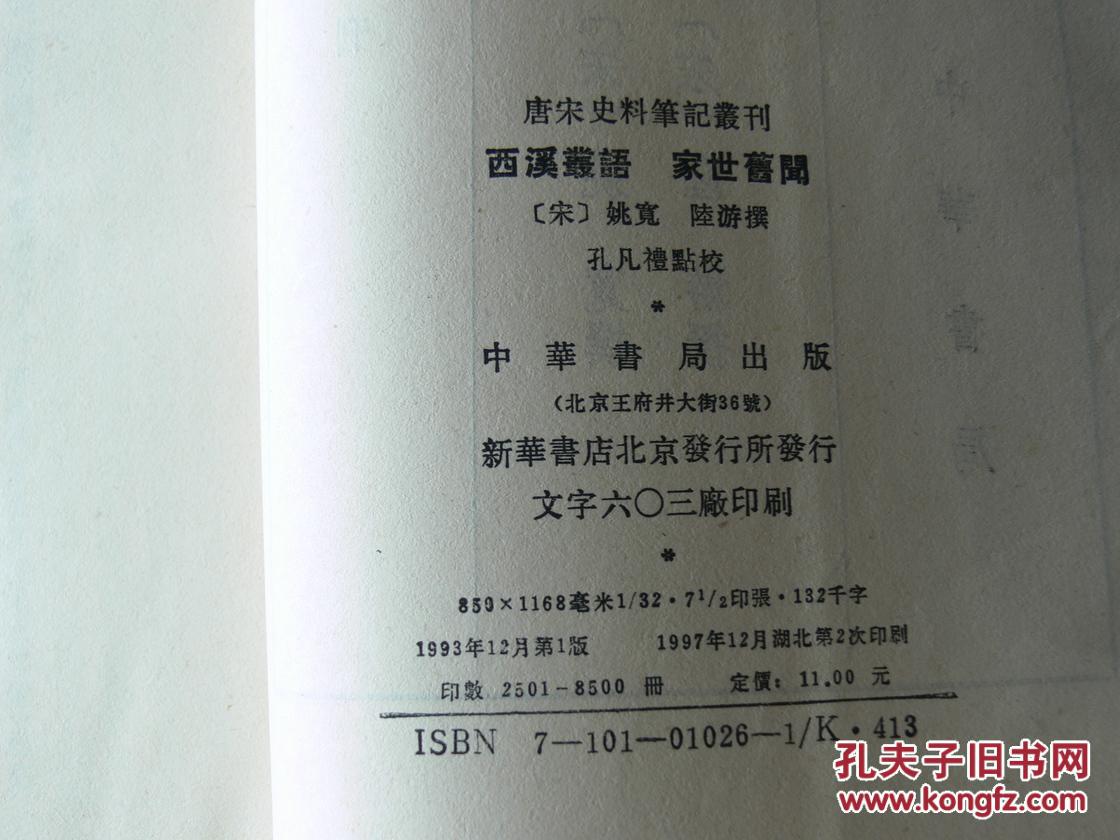 唐宋史料筆記叢刊
西溪叢語 家世舊聞
〔宋〕姚寬 陸游撰
孔凡禮點校
*
中華書局出版
（北京王府井大街36號）
新華書店北京發行所發行
文字六〇三廠印刷
*
850×1168毫米1/32·7 1/2印張·132千字
1993年12月第1版 1997年12月湖北第2次印刷
印數 2501-8500 冊 定價：11.00 元
ISBN 7—101—01026—1/K·413
孔夫子旧书网
www.kongfz.com